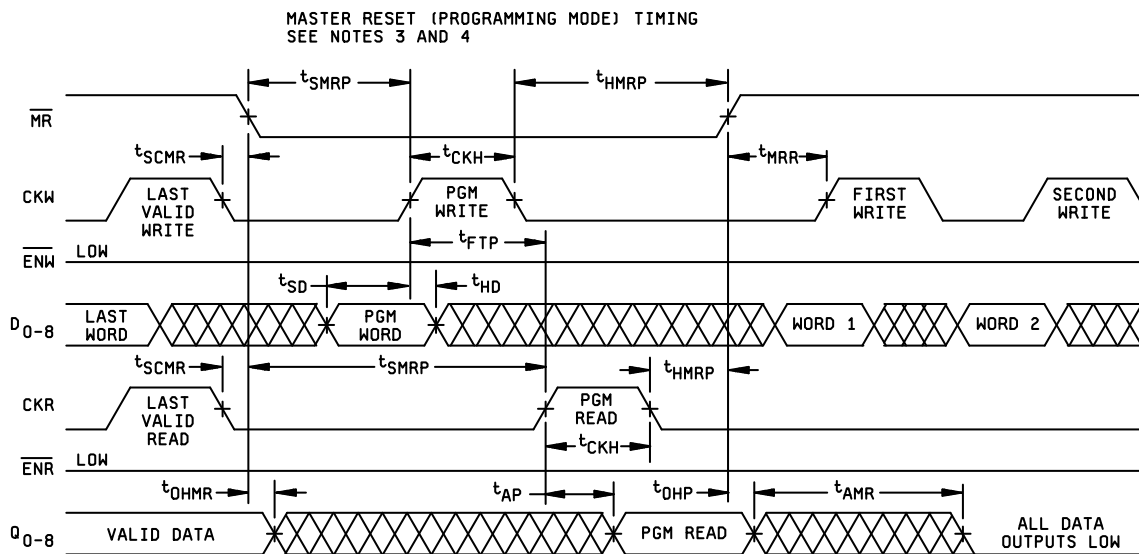 MASTER RESET (PROGRAMMING MODE) TIMING
SEE NOTES 3 AND 4
tSMRP
tHMRP
MR
tSCMR
tCKH
tMRR
CKW
LAST
VALID
WRITE
PGM
WRITE
FIRST
WRITE
SECOND
WRITE
tFTP
ENW
LOW
tSD
tHD
D0-8
LAST
WORD
PGM
WORD
WORD 1
WORD 2
tSCMR
tSMRP
tHMRP
CKR
LAST
VALID
READ
PGM
READ
tCKH
ENR
LOW
tOHMR
tAP
tOHP
tAMR
Q0-8
VALID DATA
PGM READ
ALL DATA
OUTPUTS LOW